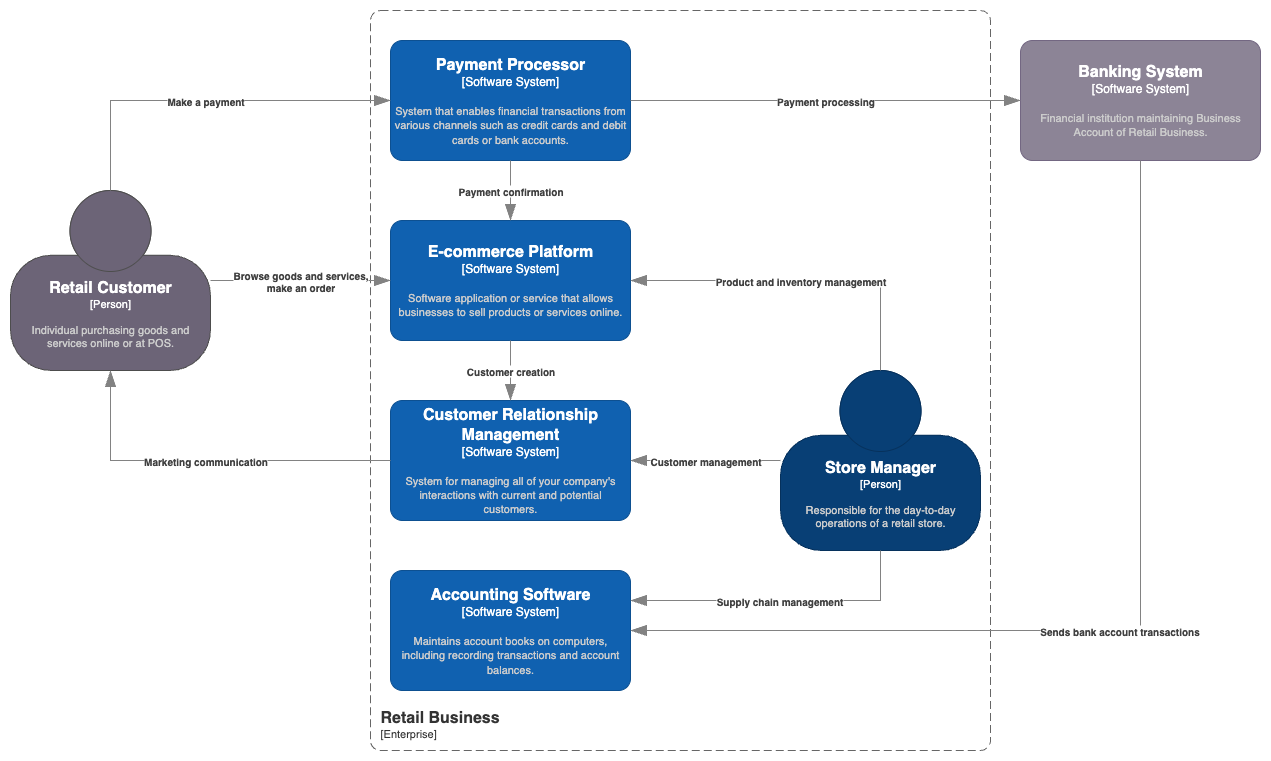 Payment Processor
[Software System]
System that enables financial transactions from
various channels such as credit cards and debit
cards or bank accounts.
Banking System
[Software System]
Financial institution maintaining Business
Account of Retail Business.
Make a payment
Payment processing
Payment confirmation
E-commerce Platform
[Software System]
Software application or service that allows
businesses to sell products or services online.
Retail Customer
[Person]
Individual purchasing goods and
services online or at POS.
Browse goods and services,
make an order
Product and inventory management
Customer creation
Customer Relationship
Management
[Software System]
System for managing all of your company's
interactions with current and potential
customers.
Marketing communication
Customer management
Store Manager
[Person]
Responsible for the day-to-day
operations of a retail store.
Accounting Software
[Software System]
Maintains account books on computers,
including recording transactions and account
balances.
Supply chain management
Sends bank account transactions
Retail Business
[Enterprise]